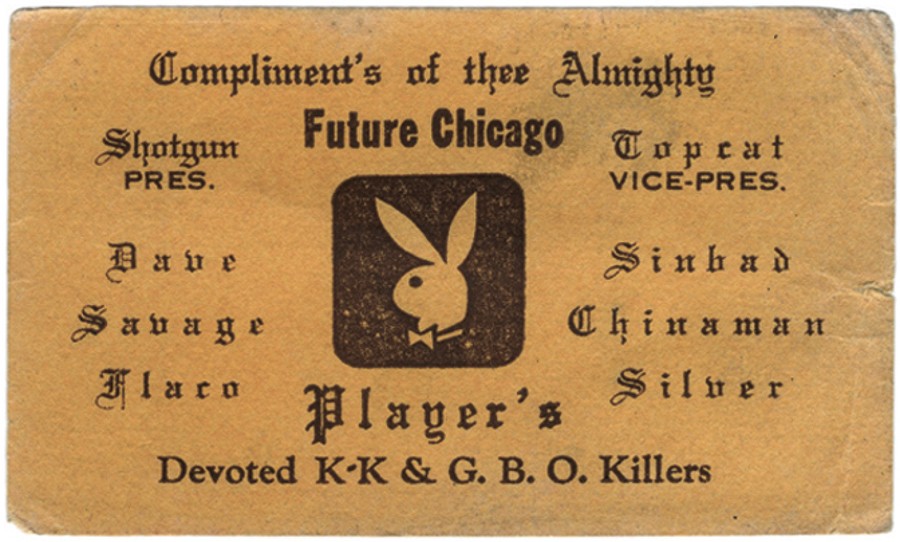 Compliment's of thee Almighty
Future Chicago
Shotgun
PRES.
Topcat
VICE-PRES.
Dave
Savage
Flaco
Sinbad
Chinaman
Silver
Player's
Devoted K-K & G. B. O. Killers